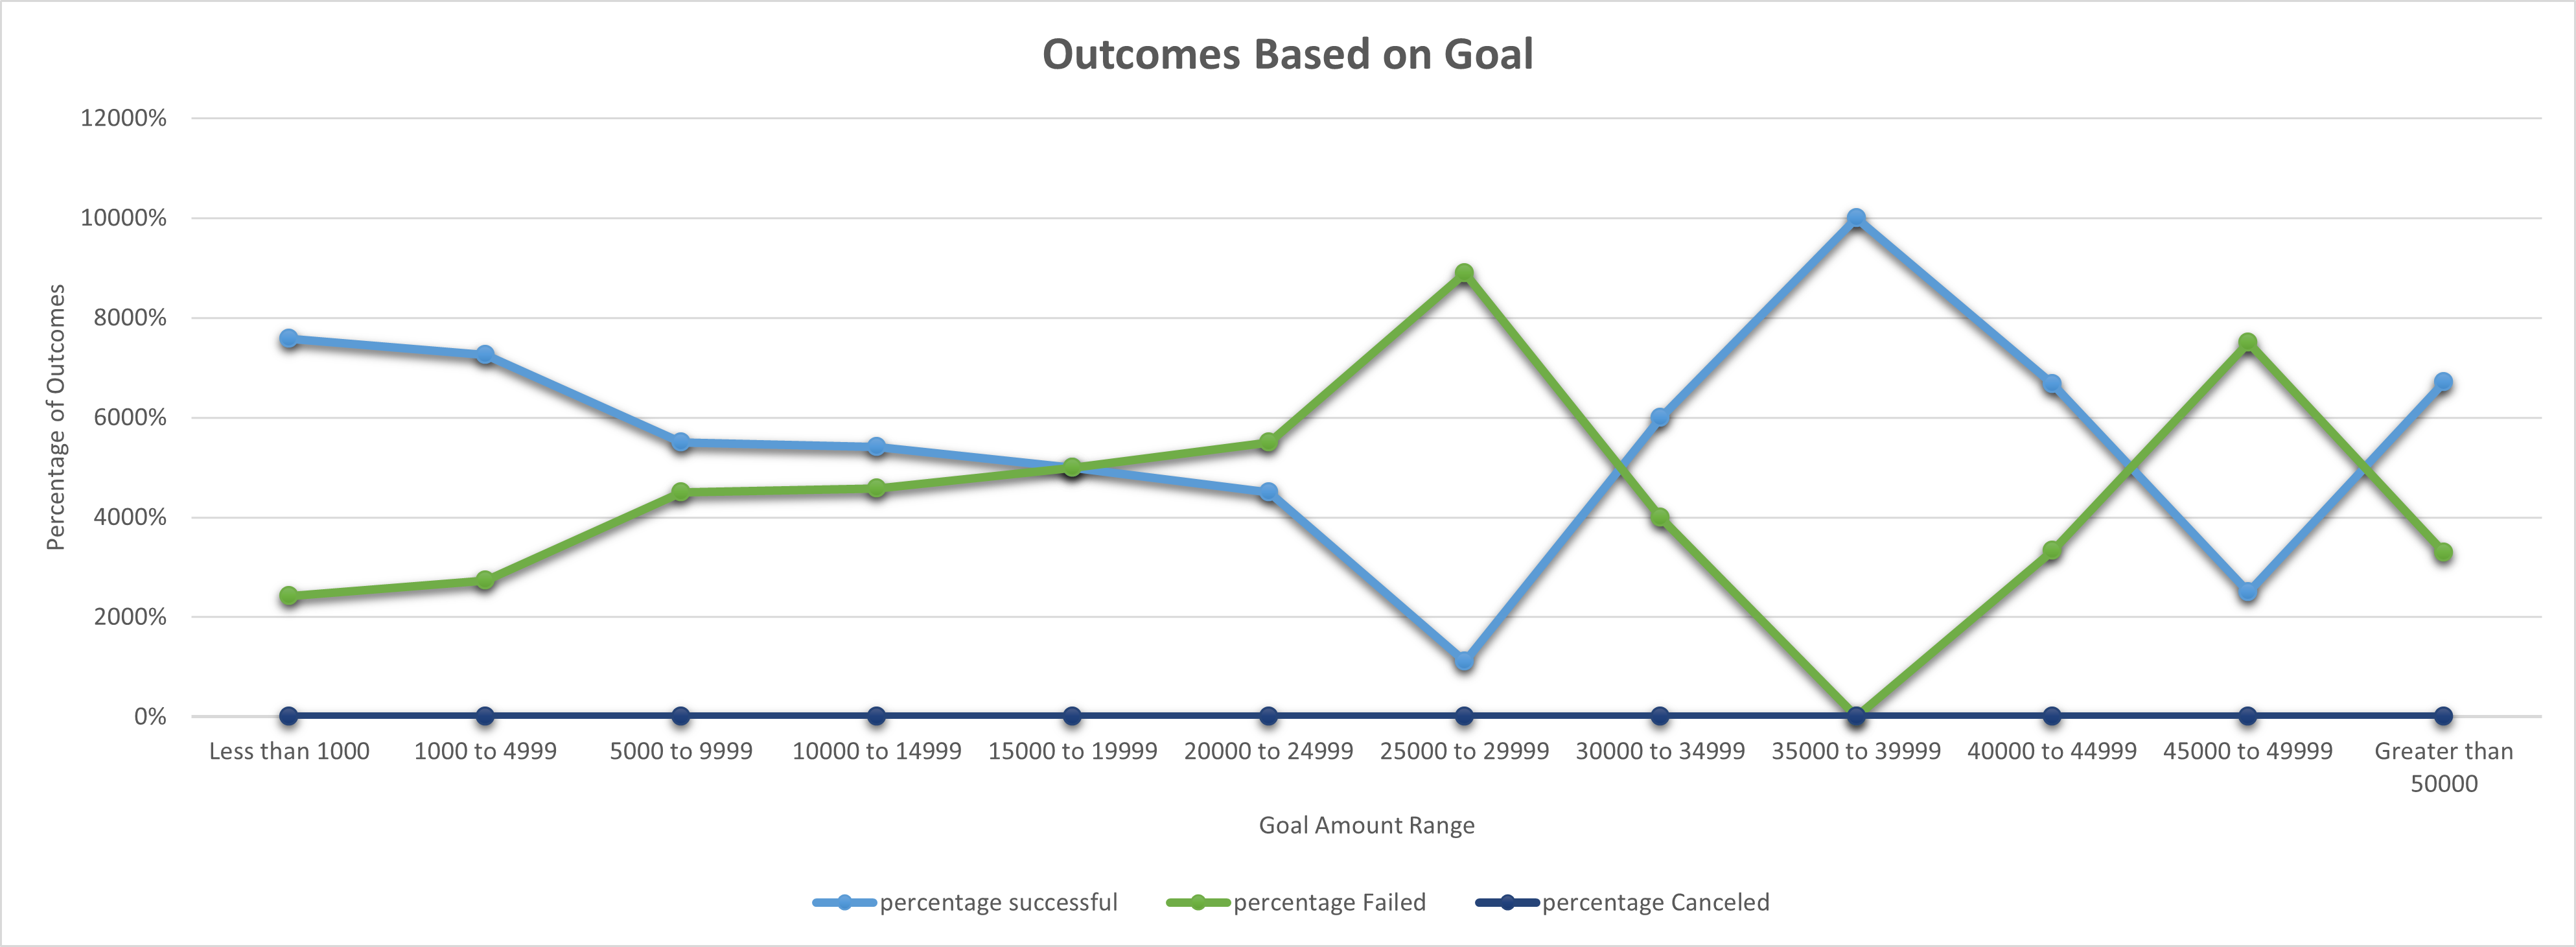 Outcomes Based on Goal
12000%
10000%
8000%
6000%
4000%
2000%
0%
Percentage of Outcomes
Less than 1000
1000 to 4999
5000 to 9999
10000 to 14999
15000 to 19999
20000 to 24999
25000 to 29999
30000 to 34999
35000 to 39999
40000 to 44999
45000 to 49999
Greater than
50000
Goal Amount Range
percentage successful
percentage Failed
percentage Canceled